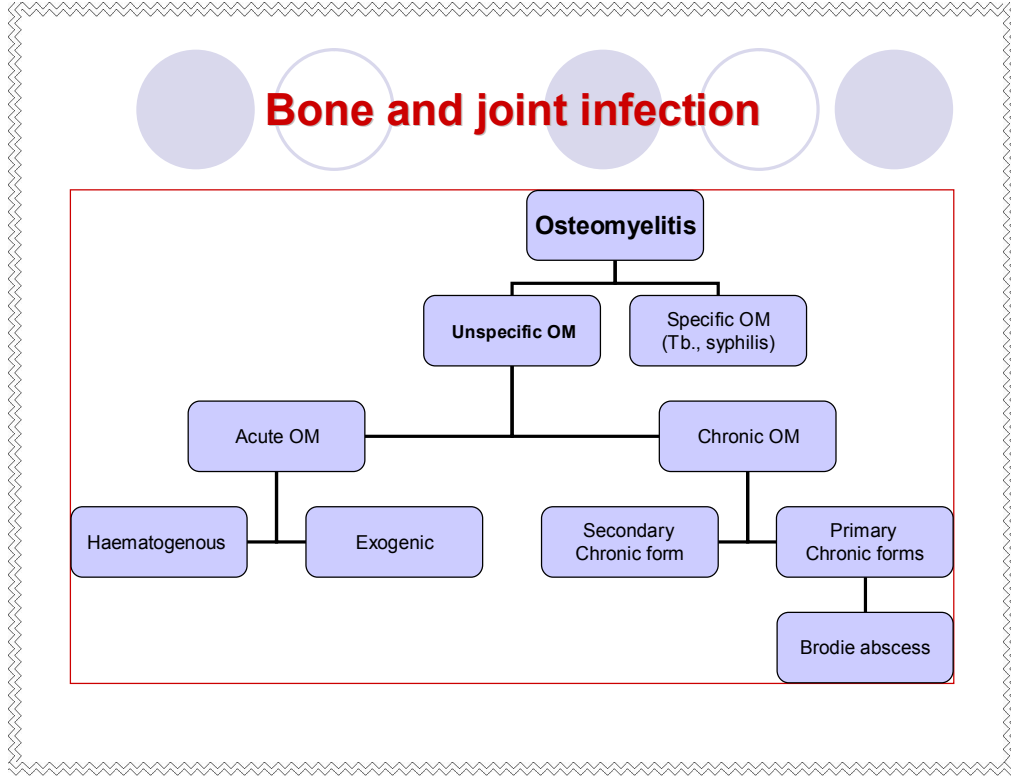 Bone and joint infection
Osteomyelitis
Unspecific OM
Specific OM
(Tb., syphilis)
Acute OM
Chronic OM
Haematogenous
Exogenic
Secondary
Chronic form
Primary
Chronic forms
Brodie abscess